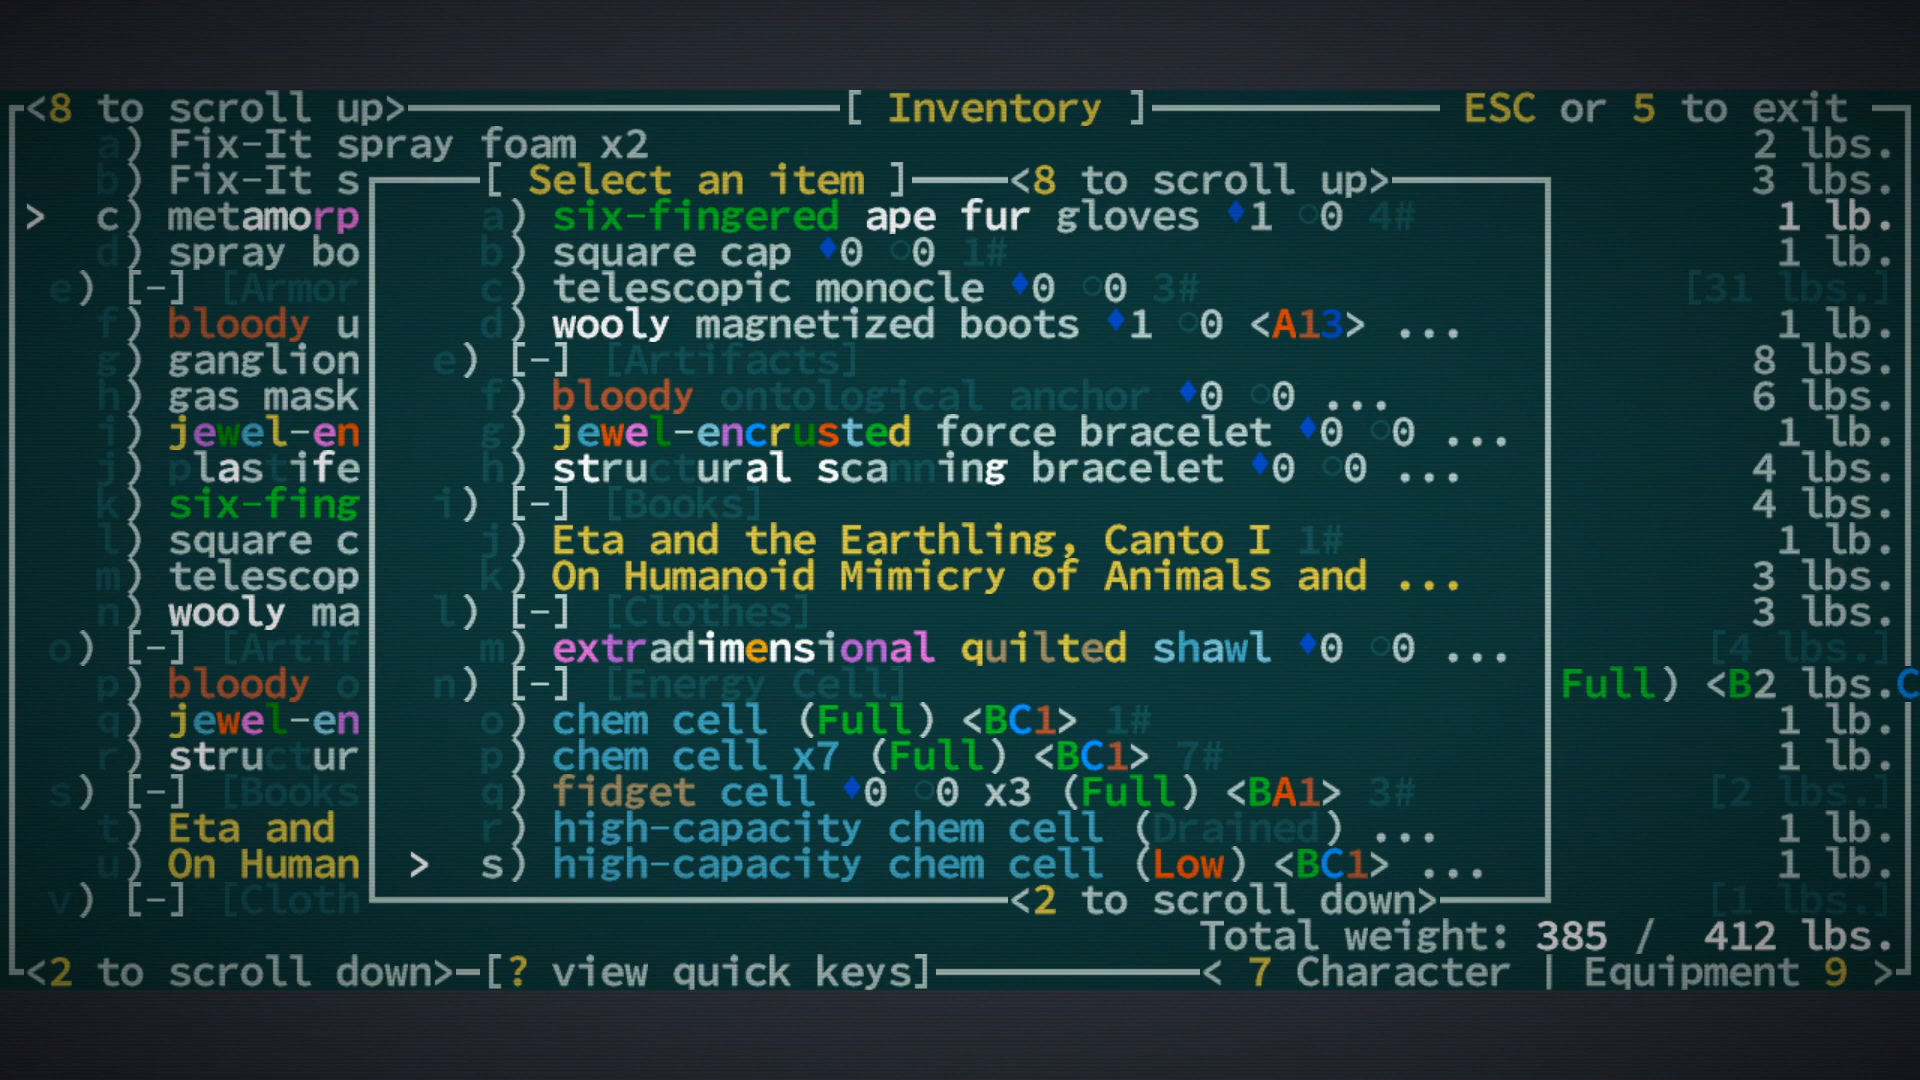 <8 to scroll up> [ Inventory ] ESC or 5 to exit
a) Fix-It spray foam x2 2 lbs.
b) Fix-It s 3 lbs.
> c) metamorp 1 lb.
d) spray bo 1 lb.
e) [-] [Armor [31 lbs.]
f) bloody u 1 lb.
g) ganglion 8 lbs.
h) gas mask 6 lbs.
i) jewel-en 1 lb.
j) plastife 4 lbs.
k) six-fing 4 lbs.
l) square c 1 lb.
m) telescop 3 lbs.
n) wooly ma 3 lbs.
o) [-] [Artif [4 lbs.]
p) bloody o Full) <B2 lbs.C
q) jewel-en 1 lb.
r) structur 1 lb.
s) [-] [Books [2 lbs.]
t) Eta and 1 lb.
u) On Human 1 lb.
v) [-] [Cloth [1 lbs.]
[ Select an item ] <8 to scroll up>
a) six-fingered ape fur gloves ♦1 ○0 4#
b) square cap ♦0 ○0 1#
c) telescopic monocle ♦0 ○0 3#
d) wooly magnetized boots ♦1 ○0 <A13> ...
e) [-] [Artifacts]
f) bloody ontological anchor ♦0 ○0 ...
g) jewel-encrusted force bracelet ♦0 ○0 ...
h) structural scanning bracelet ♦0 ○0 ...
i) [-] [Books]
j) Eta and the Earthling, Canto I 1#
k) On Humanoid Mimicry of Animals and ...
l) [-] [Clothes]
m) extradimensional quilted shawl ♦0 ○0 ...
n) [-] [Energy Cell]
o) chem cell (Full) <BC1> 1#
p) chem cell x7 (Full) <BC1> 7#
q) fidget cell ♦0 ○0 x3 (Full) <BA1> 3#
r) high-capacity chem cell (Drained) ...
> s) high-capacity chem cell (Low) <BC1> ...
<2 to scroll down>
Total weight: 385 / 412 lbs.
<2 to scroll down> [? view quick keys] < 7 Character | Equipment 9 >